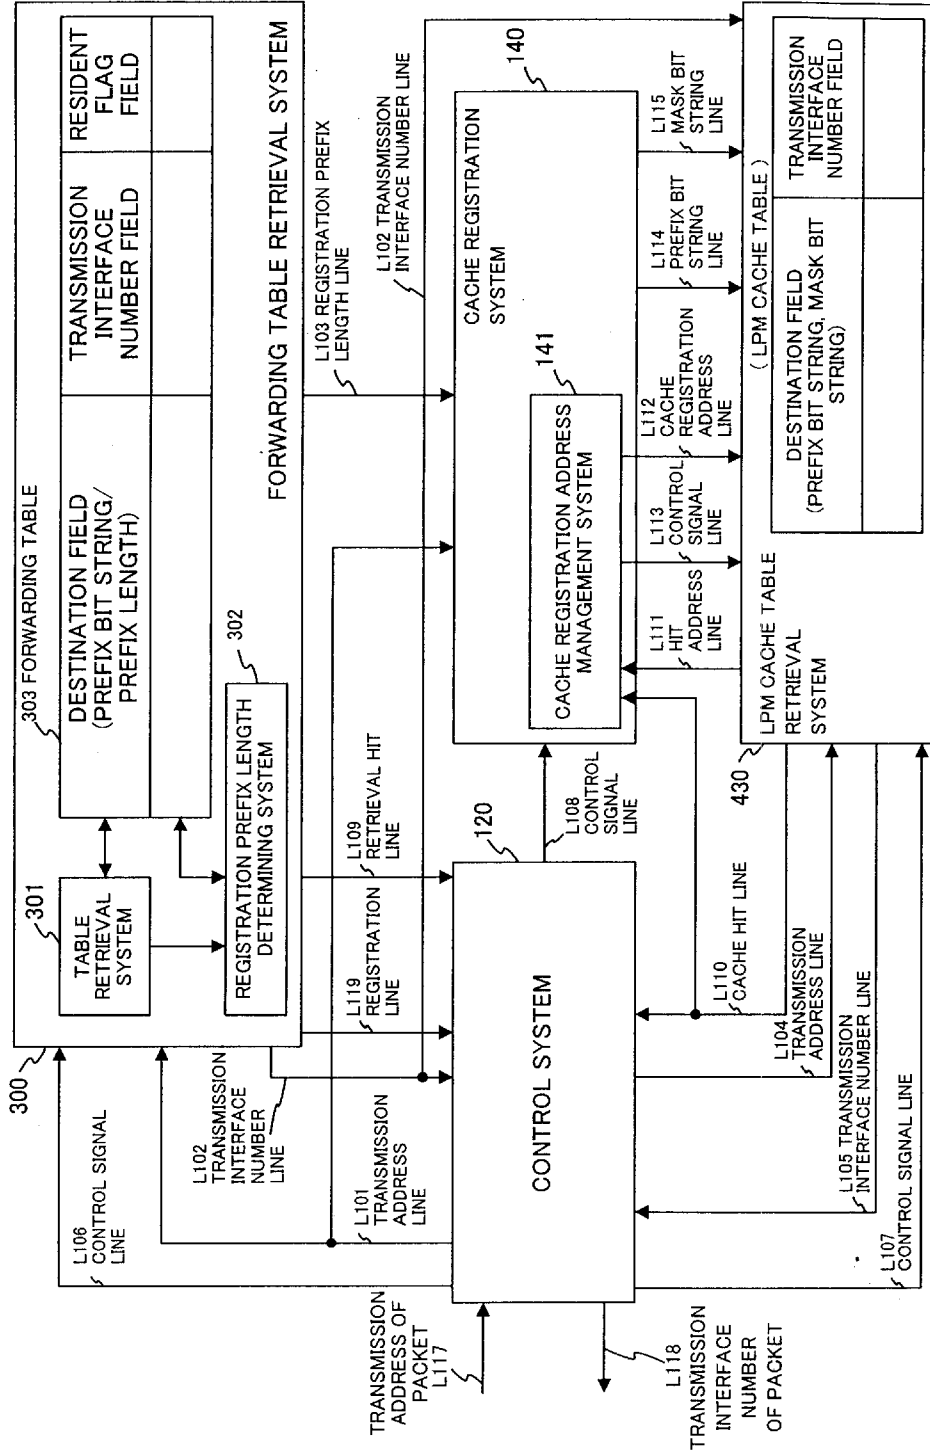 300
301
TABLE
RETRIEVAL
SYSTEM
303 FORWARDING TABLE
DESTINATION FIELD
(PREFIX BIT STRING/
PREFIX LENGTH)
TRANSMISSION
INTERFACE
NUMBER FIELD
RESIDENT
FLAG
FIELD
302
REGISTRATION PREFIX LENGTH
DETERMINING SYSTEM
FORWARDING TABLE RETRIEVAL SYSTEM
L106
CONTROL SIGNAL
LINE
L102
TRANSMISSION
INTERFACE
NUMBER
LINE
L101
TRANSMISSION
ADDRESS
LINE
L119
REGISTRATION
LINE
L109
RETRIEVAL HIT
LINE
L103 REGISTRATION PREFIX
LENGTH LINE
L102 TRANSMISSION
INTERFACE NUMBER LINE
TRANSMISSION
ADDRESS OF
PACKET
L117
120
CONTROL SYSTEM
L118
TRANSMISSION
INTERFACE
NUMBER
OF PACKET
L108
CONTROL
SIGNAL
LINE
140
CACHE REGISTRATION
SYSTEM
141
CACHE REGISTRATION ADDRESS
MANAGEMENT SYSTEM
L111
HIT
ADDRESS
LINE
L113
CONTROL
SIGNAL
LINE
L112
CACHE
REGISTRATION
ADDRESS
LINE
L114
PREFIX BIT
STRING
LINE
L115
MASK BIT
STRING
LINE
L107
CONTROL SIGNAL LINE
L105 TRANSMISSION
INTERFACE NUMBER LINE
L104
TRANSMISSION
ADDRESS LINE
L110
CACHE HIT LINE
430
LPM CACHE TABLE
RETRIEVAL
SYSTEM
( LPM CACHE TABLE )
DESTINATION FIELD
(PREFIX BIT STRING, MASK BIT
STRING)
TRANSMISSION
INTERFACE
NUMBER FIELD